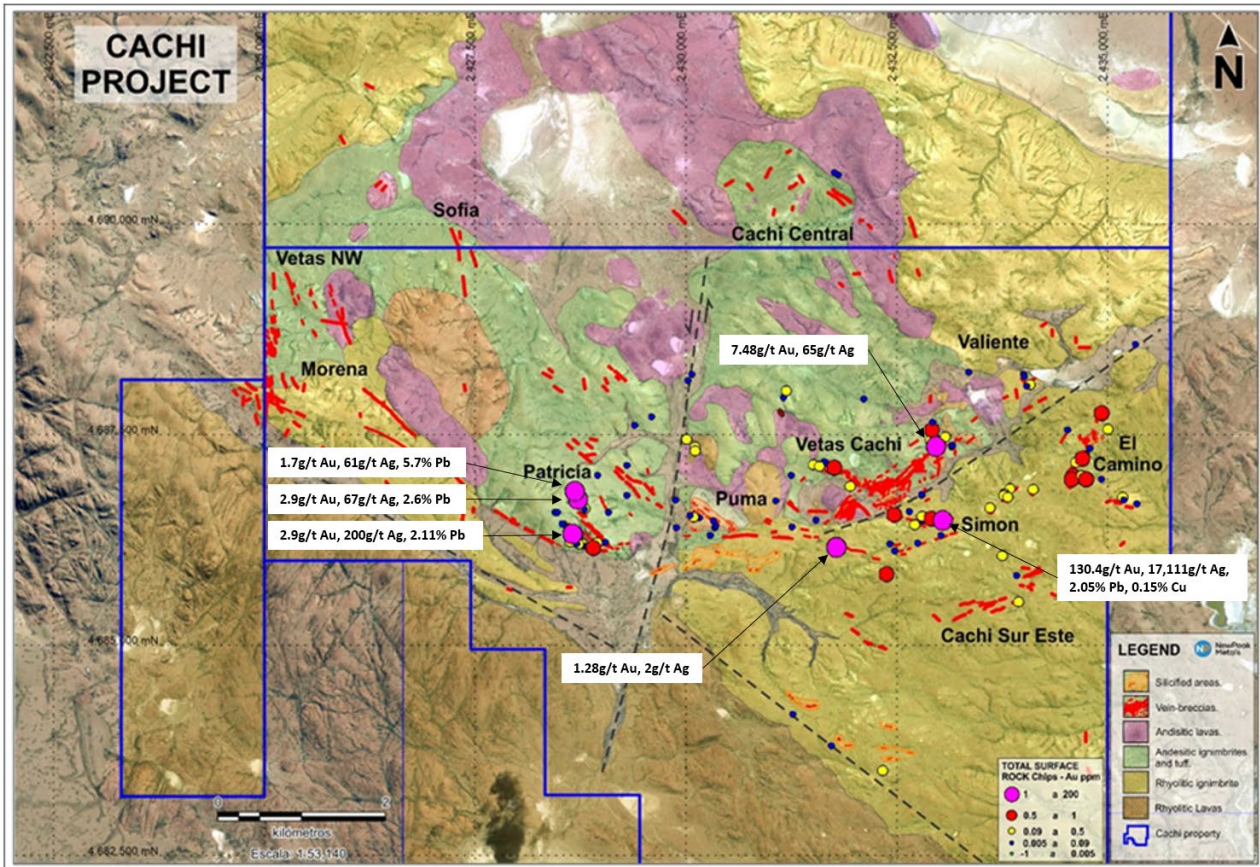 CACHI
PROJECT
2 427,500 mE
2 430,000 mE
2 432,500 mE
2 435,000 mE
N
4 690,000 mN
Sofia
Cachi Central
Vetas NW
Morena
7.48g/t Au, 65g/t Ag
Valiente
4 687,500 mN
Vetas Cachi
El
Camino
1.7g/t Au, 61g/t Ag, 5.7% Pb
Patricia
2.9g/t Au, 67g/t Ag, 2.6% Pb
Puma
2.9g/t Au, 200g/t Ag, 2.11% Pb
Simon
130.4g/t Au, 17,111g/t Ag,
2.05% Pb, 0.15% Cu
4 685,000 mN
Cachi Sur Este
1.28g/t Au, 2g/t Ag
LEGEND
Silicified areas.
Vein-breccias.
Andisitic lavas.
Andesitic ignimbrites
and tuff.
Rhyolitic ignimbrite
Rhyolitic Lavas
Cachi property
TOTAL SURFACE
ROCK Chips - Au ppm
1 a 200
0.5 a 1
0.09 a 0.5
0.005 a 0.09
-1 a 0.005
0 2
kilómetros
Escala: 1:53,140
4 682,500 mN